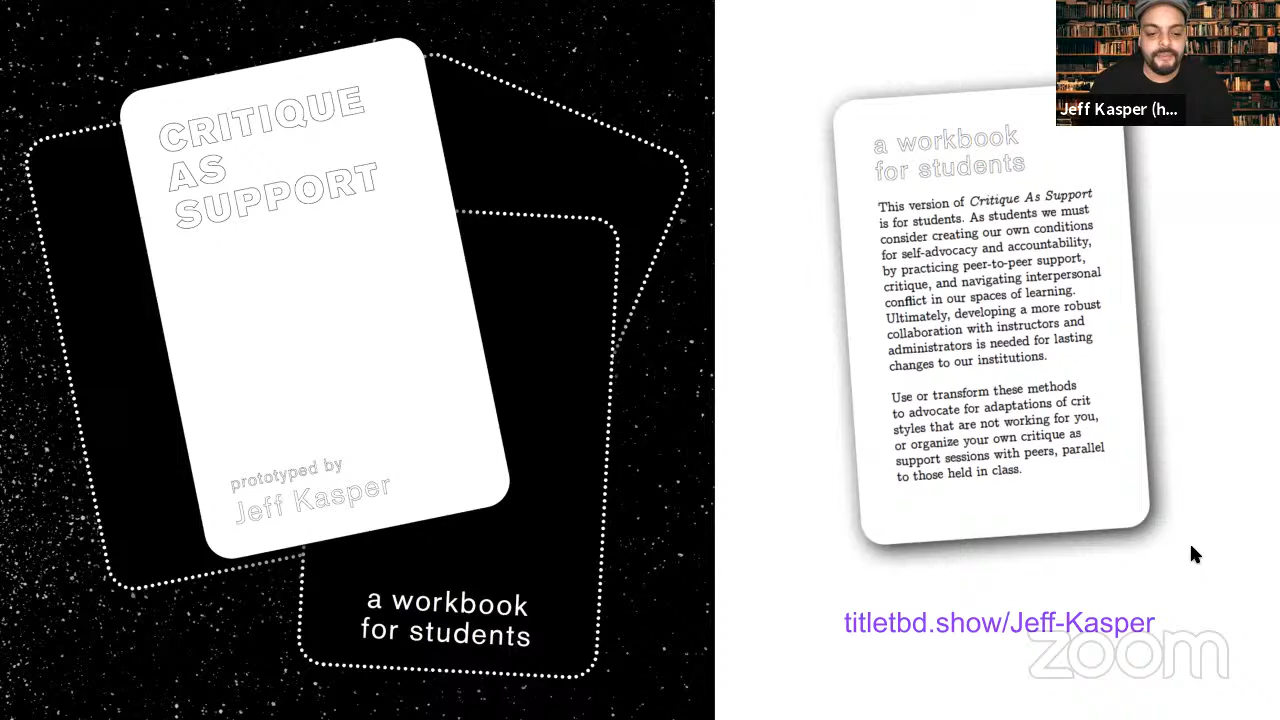 CRITIQUE
AS
SUPPORT
prototyped by
Jeff Kasper
a workbook
for students
a workbook
for students
This version of Critique As Support
is for students. As students we must
consider creating our own conditions
for self-advocacy and accountability,
by practicing peer-to-peer support,
critique, and navigating interpersonal
conflict in our spaces of learning.
Ultimately, developing a more robust
collaboration with instructors and
administrators is needed for lasting
changes to our institutions.
Use or transform these methods
to advocate for adaptations of crit
styles that are not working for you,
or organize your own critique as
support sessions with peers, parallel
to those held in class.
titletbd.show/Jeff-Kasper
Jeff Kasper (h...
zoom